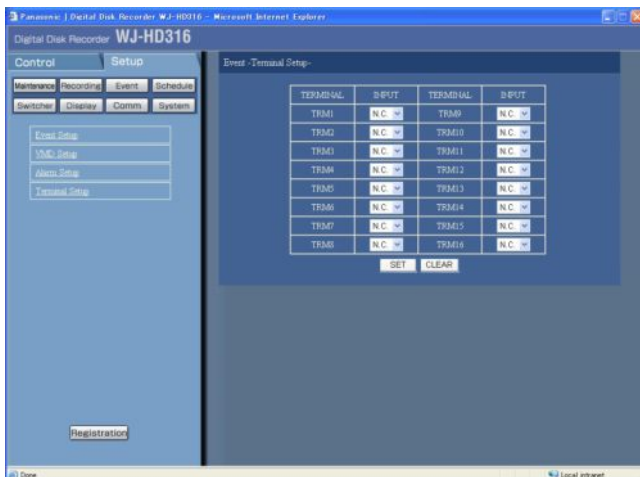 Panasonic | Digital Disk Recorder WJ-HD316 - Microsoft Internet Explorer
Digital Disk Recorder WJ-HD316
Control Setup
Maintenance Recording Event Schedule
Switcher Display Comm System
Event Setup
VMD Setup
Alarm Setup
Terminal Setup
Registration
Event -Terminal Setup-
TERMINAL INPUT TERMINAL INPUT
TRM1 N.C. TRM9 N.C.
TRM2 N.C. TRM10 N.C.
TRM3 N.C. TRM11 N.C.
TRM4 N.C. TRM12 N.C.
TRM5 N.C. TRM13 N.C.
TRM6 N.C. TRM14 N.C.
TRM7 N.C. TRM15 N.C.
TRM8 N.C. TRM16 N.C.
SET CLEAR
Done Local intranet